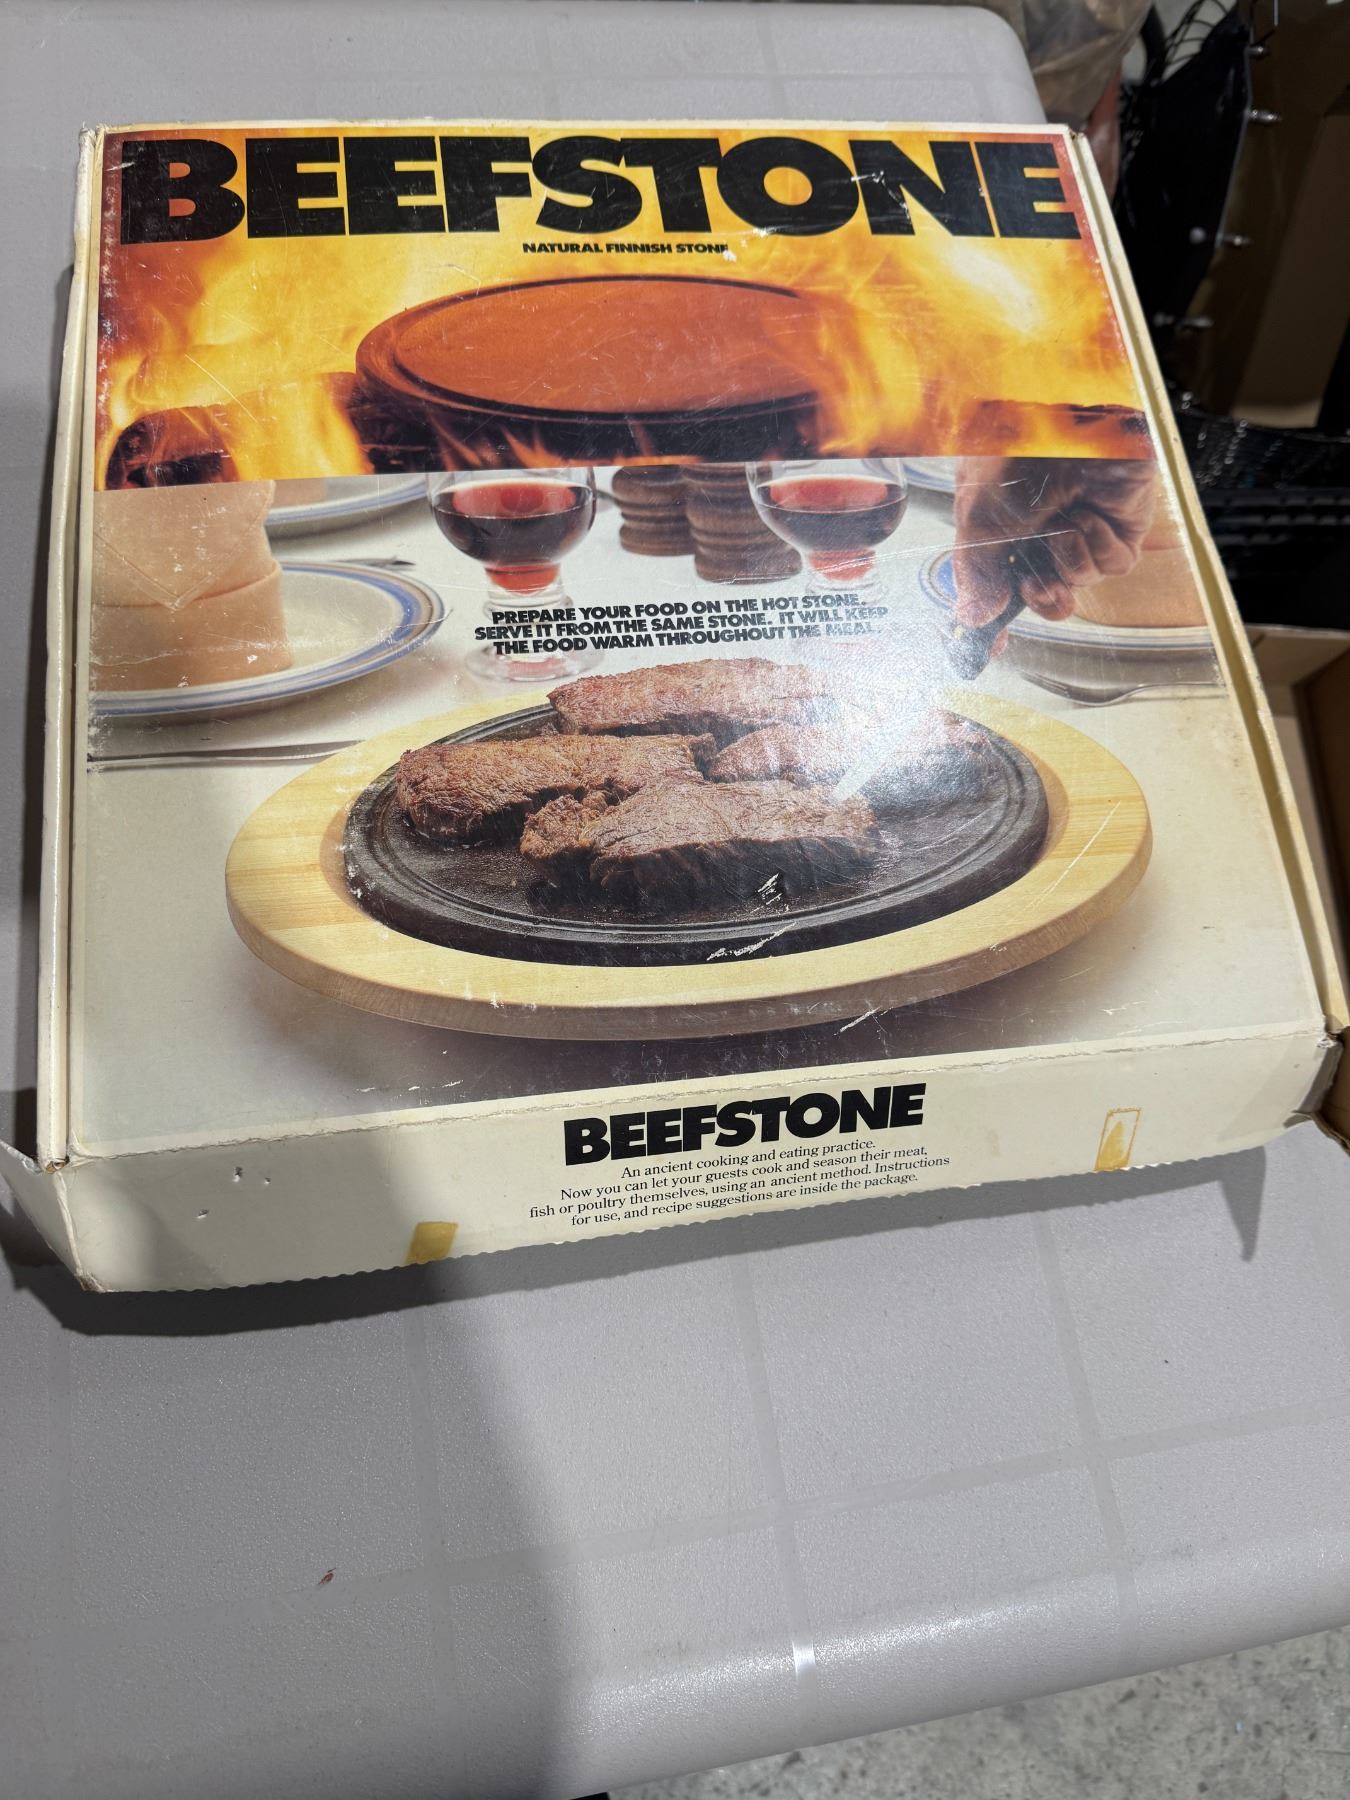 BEEFSTONE
NATURAL FINNISH STONE
PREPARE YOUR FOOD ON THE HOT STONE.
SERVE IT FROM THE SAME STONE. IT WILL KEEP
THE FOOD WARM THROUGHOUT THE MEAL.
BEEFSTONE
An ancient cooking and eating practice.
Now you can let your guests cook and season their meat,
fish or poultry themselves, using an ancient method. Instructions
for use, and recipe suggestions are inside the package.